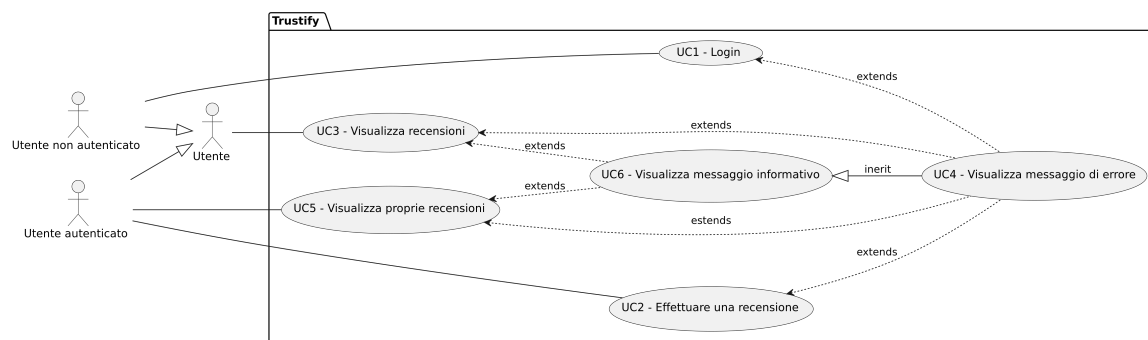 Trustify
UC1 - Login
extends
Utente non autenticato
Utente
UC3 - Visualizza recensioni
extends
extends
UC6 - Visualizza messaggio informativo
inerit
UC4 - Visualizza messaggio di errore
extends
UC5 - Visualizza proprie recensioni
estends
Utente autenticato
extends
UC2 - Effettuare una recensione